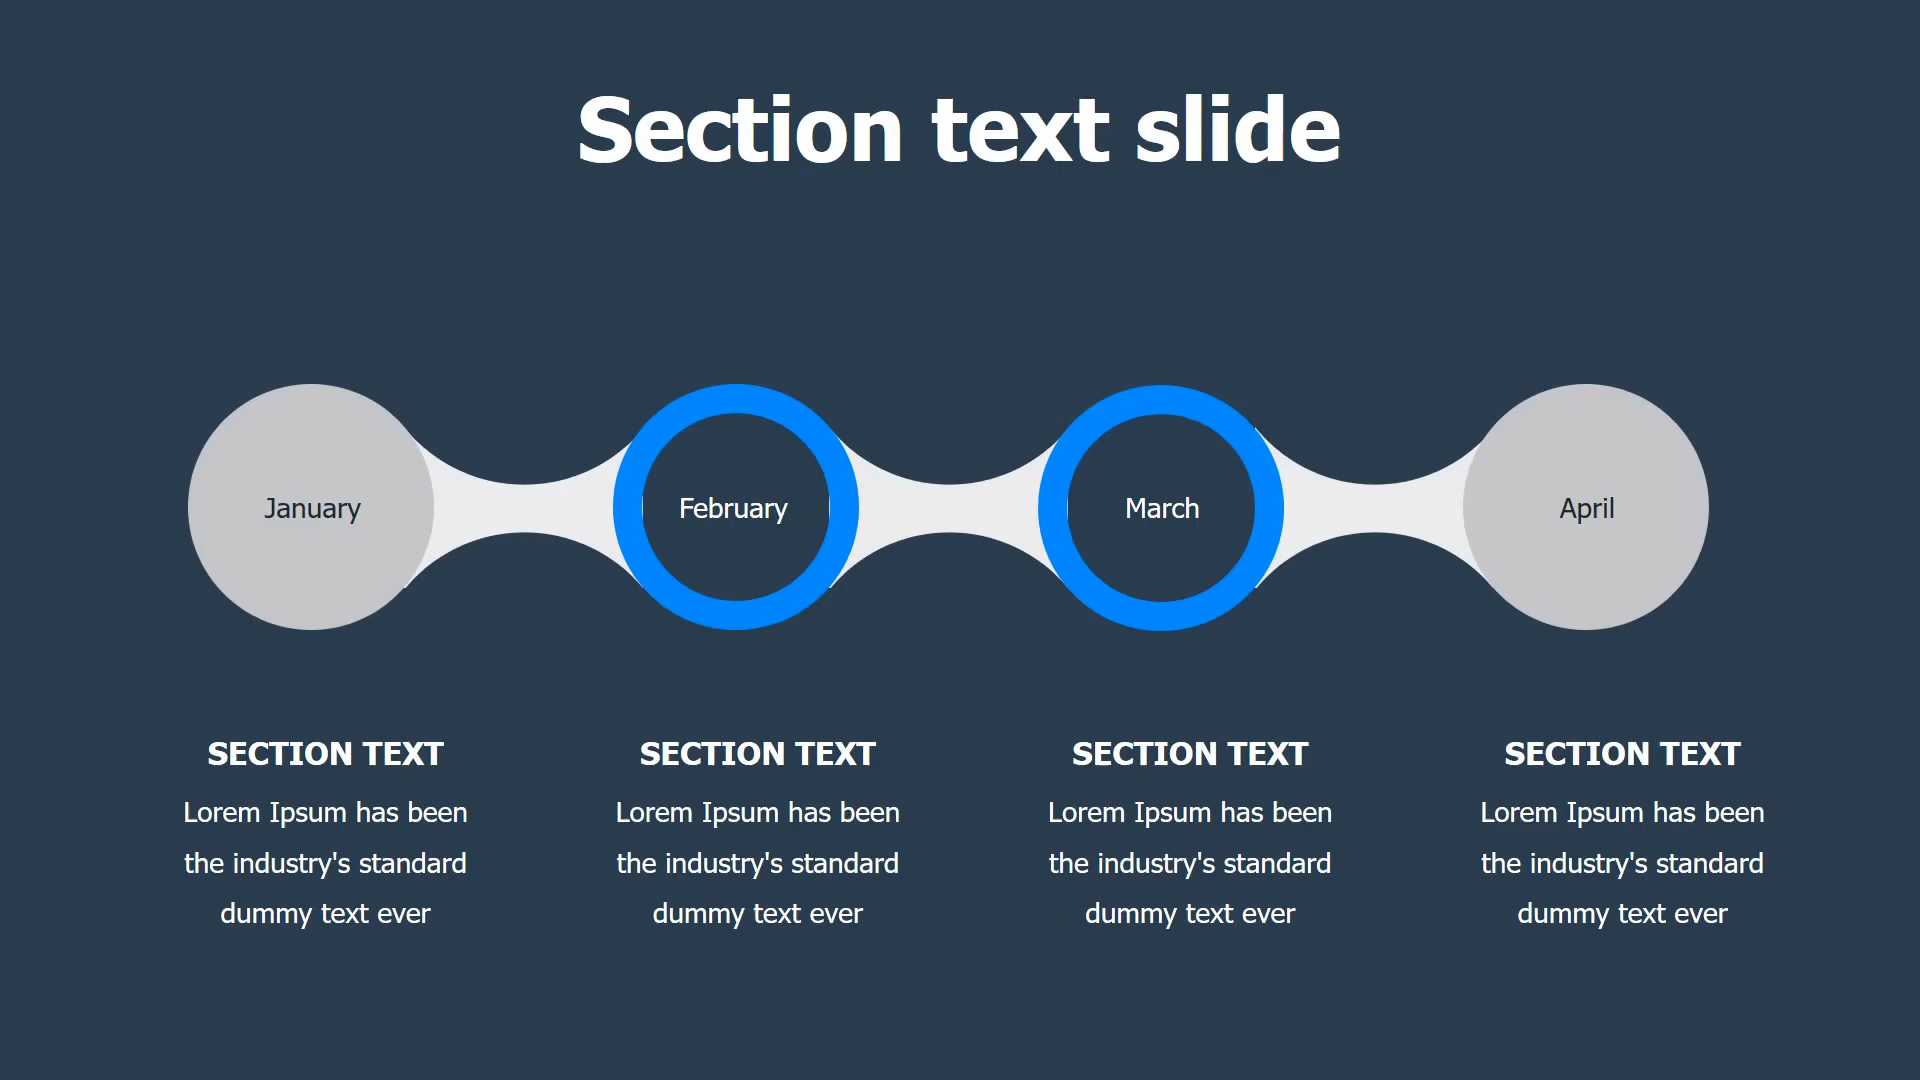 Section text slide
January
February
March
April
SECTION TEXT
Lorem Ipsum has been
the industry's standard
dummy text ever
SECTION TEXT
Lorem Ipsum has been
the industry's standard
dummy text ever
SECTION TEXT
Lorem Ipsum has been
the industry's standard
dummy text ever
SECTION TEXT
Lorem Ipsum has been
the industry's standard
dummy text ever